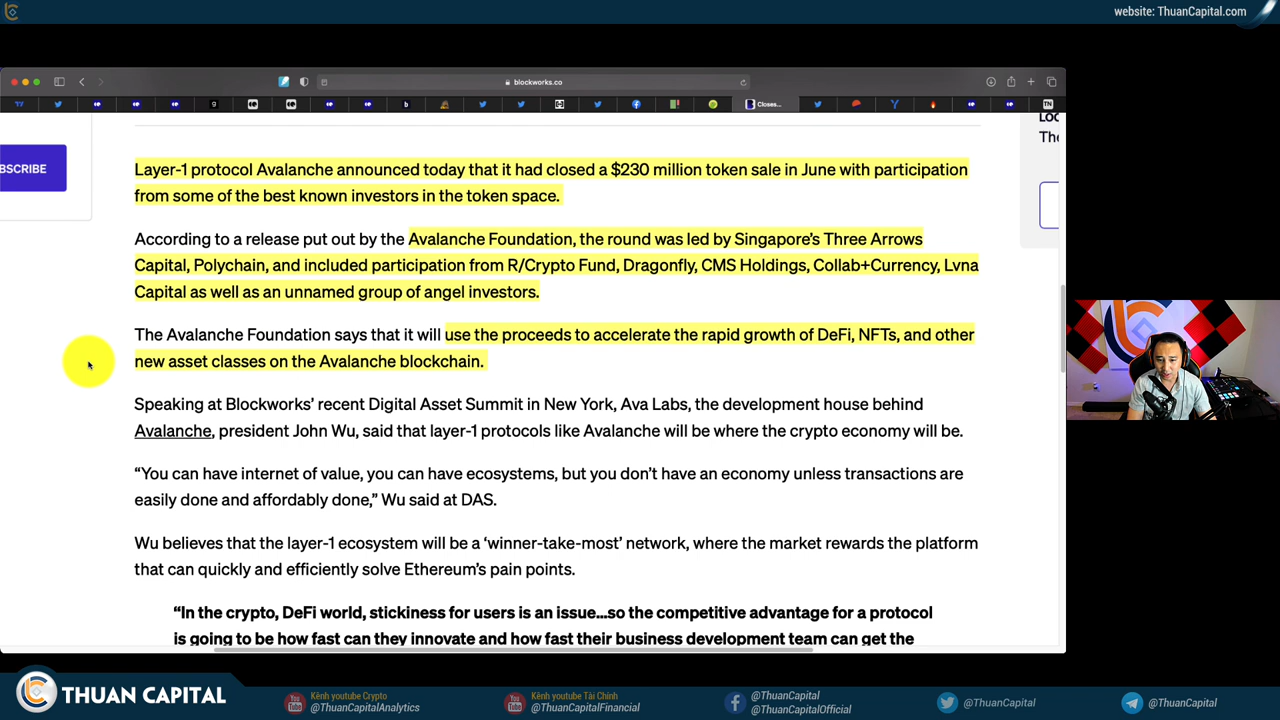 website: ThuanCapital.com
blockworks.co
Closes...
TN
Loc
The
BSCRIBE
Layer-1 protocol Avalanche announced today that it had closed a $230 million token sale in June with participation
from some of the best known investors in the token space.
According to a release put out by the Avalanche Foundation, the round was led by Singapore’s Three Arrows
Capital, Polychain, and included participation from R/Crypto Fund, Dragonfly, CMS Holdings, Collab+Currency, Lvna
Capital as well as an unnamed group of angel investors.
The Avalanche Foundation says that it will use the proceeds to accelerate the rapid growth of DeFi, NFTs, and other
new asset classes on the Avalanche blockchain.
Speaking at Blockworks’ recent Digital Asset Summit in New York, Ava Labs, the development house behind
Avalanche, president John Wu, said that layer-1 protocols like Avalanche will be where the crypto economy will be.
“You can have internet of value, you can have ecosystems, but you don’t have an economy unless transactions are
easily done and affordably done,” Wu said at DAS.
Wu believes that the layer-1 ecosystem will be a ‘winner-take-most’ network, where the market rewards the platform
that can quickly and efficiently solve Ethereum’s pain points.
“In the crypto, DeFi world, stickiness for users is an issue...so the competitive advantage for a protocol
is going to be how fast can they innovate and how fast their business development team can get the
THUAN CAPITAL
Kênh youtube Crypto
@ThuanCapitalAnalytics
Kênh youtube Tài Chính
@ThuanCapitalFinancial
@ThuanCapital
@ThuanCapitalOfficial
@ThuanCapital
@ThuanCapital